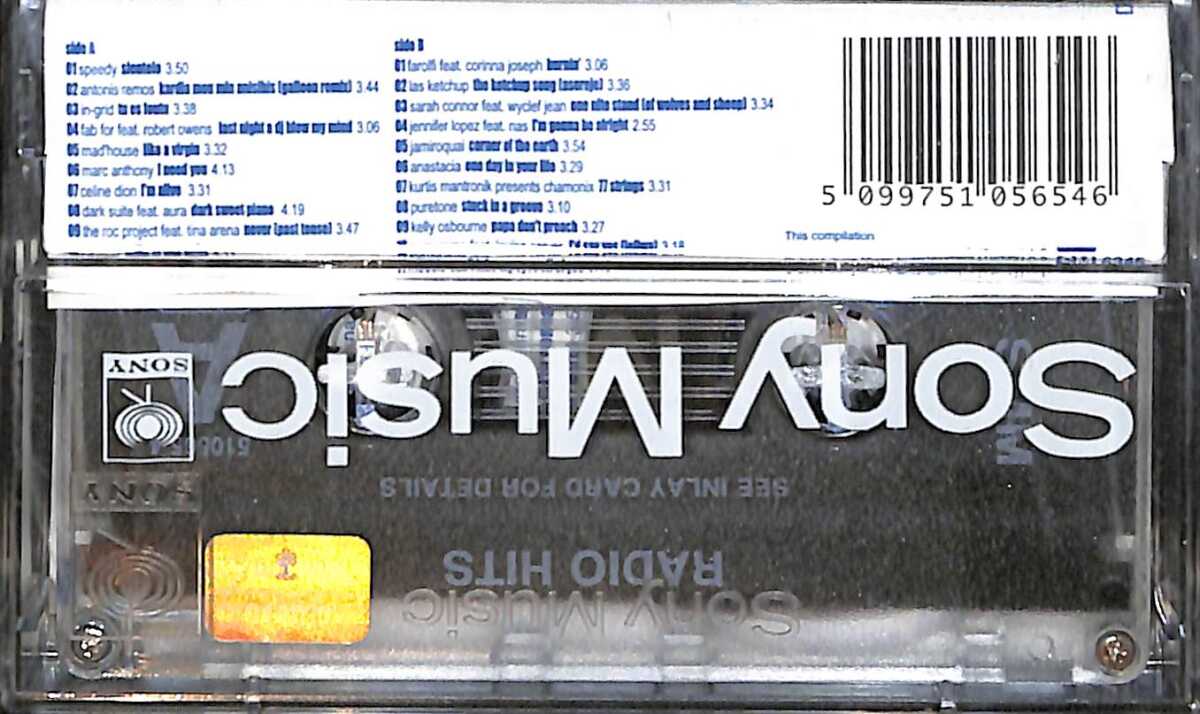 side A
01 speedy sientelo 3.50
02 antonis remos kardia mou min milisihis (galleon remix) 3.44
03 in-grid tu es foutu 3.38
04 fab for feat. robert owens last night a dj blew my mind 3.06
05 mad'house like a virgin 3.32
06 marc anthony I need you 4.13
07 celine dion I'm alive 3.31
08 dark suite feat. aura dark sweet piano 4.19
09 the roc project feat. tina arena never (past tense) 3.47
side B
01 farolfi feat. corinna joseph burnin' 3.06
02 las ketchup the ketchup song (asereje) 3.36
03 sarah connor feat. wyclef jean one nite stand (of wolves and sheep) 3.34
04 jennifer lopez feat. nas I'm gonna be alright 2.55
05 jamiroquai corner of the earth 3.54
06 anastacia one day in your life 3.29
07 kurtis mantronik presents chamonix 77 strings 3.31
08 puretone stuck in a groove 3.10
09 kelly osbourne papa don't preach 3.27
5 099751 056546
This compilation
Sony Music
SONY
A
SEE INLAY CARD FOR DETAILS
SONY
RADIO HITS
Sony Music